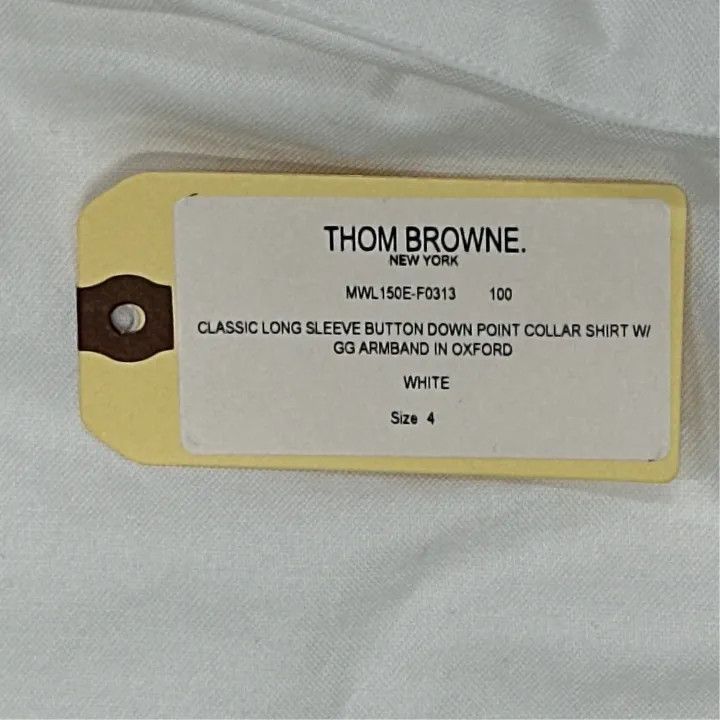 THOM BROWNE.
NEW YORK
MWL150E-F0313 100
CLASSIC LONG SLEEVE BUTTON DOWN POINT COLLAR SHIRT W/
GG ARMBAND IN OXFORD
WHITE
Size 4